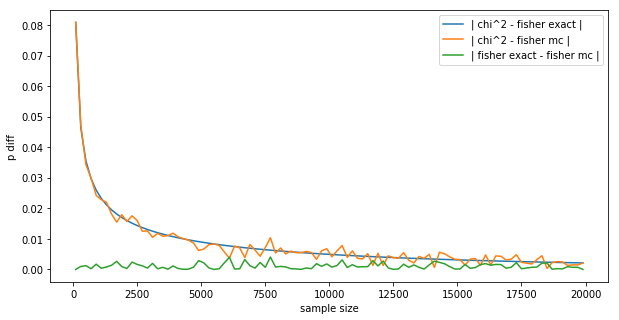 | chi^2 - fisher exact |
| chi^2 - fisher mc |
| fisher exact - fisher mc |
p diff
0.08
0.07
0.06
0.05
0.04
0.03
0.02
0.01
0.00
0 2500 5000 7500 10000 12500 15000 17500 20000
sample size